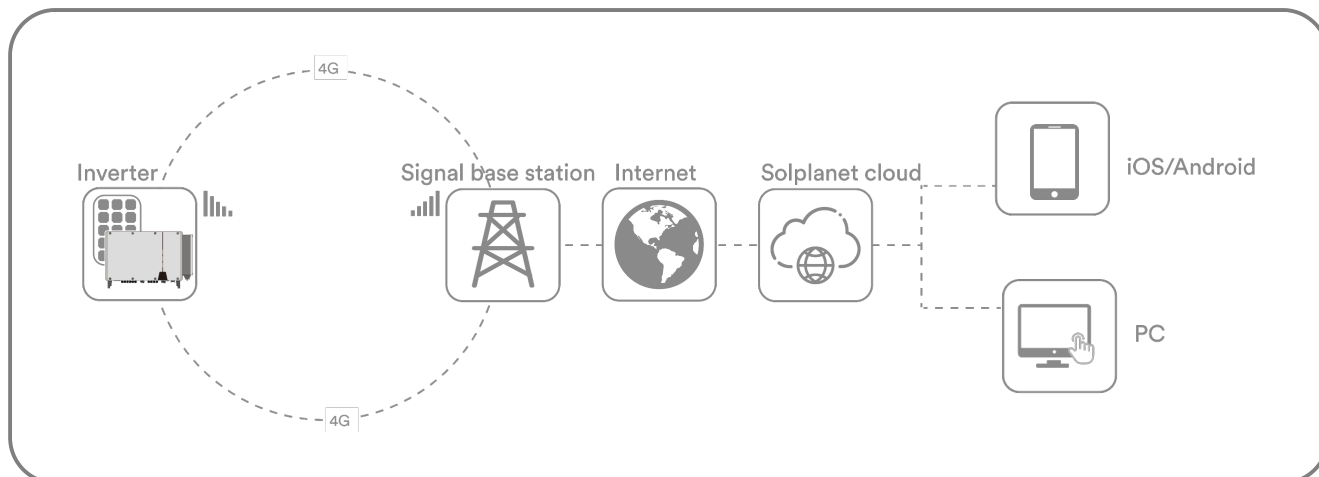 4G
Inverter
Signal base station
Internet
Solplanet cloud
iOS/Android
PC
4G